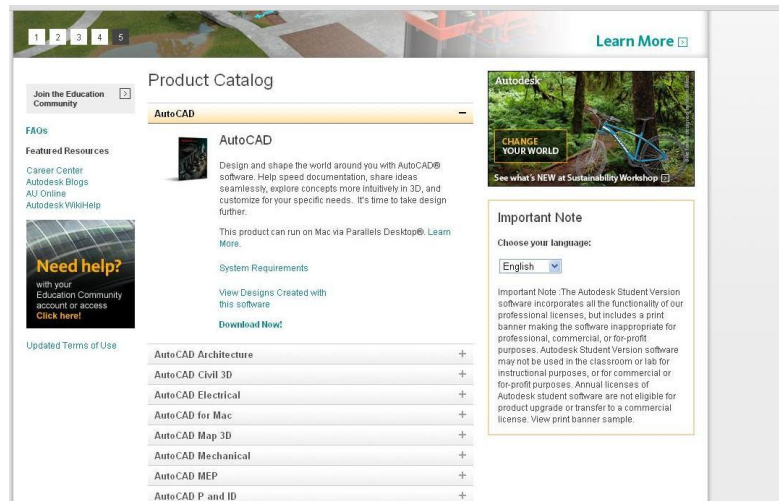 1 2 3 4 5
Learn More
Join the Education
Community
FAQs
Featured Resources
Career Center
Autodesk Blogs
AU Online
Autodesk WikiHelp
Need help?
with your
Education Community
account or access
Click here!
Updated Terms of Use
Product Catalog
AutoCAD
AutoCAD
Design and shape the world around you with AutoCAD®
software. Help speed documentation, share ideas
seamlessly, explore concepts more intuitively in 3D, and
customize for your specific needs. It's time to take design
further.
This product can run on Mac via Parallels Desktop®. Learn
More.
System Requirements
View Designs Created with
this software
Download Now!
AutoCAD Architecture
AutoCAD Civil 3D
AutoCAD Electrical
AutoCAD for Mac
AutoCAD Map 3D
AutoCAD Mechanical
AutoCAD MEP
AutoCAD P and ID
Autodesk
CHANGE
YOUR WORLD
See what's NEW at Sustainability Workshop
Important Note
Choose your language:
English
Important Note :The Autodesk Student Version
software incorporates all the functionality of our
professional licenses, but includes a print
banner making the software inappropriate for
professional, commercial, or for-profit
purposes. Autodesk Student Version software
may not be used in the classroom or lab for
instructional purposes, or for commercial or
for-profit purposes. Annual licenses of
Autodesk student software are not eligible for
product upgrade or transfer to a commercial
license. View print banner sample.